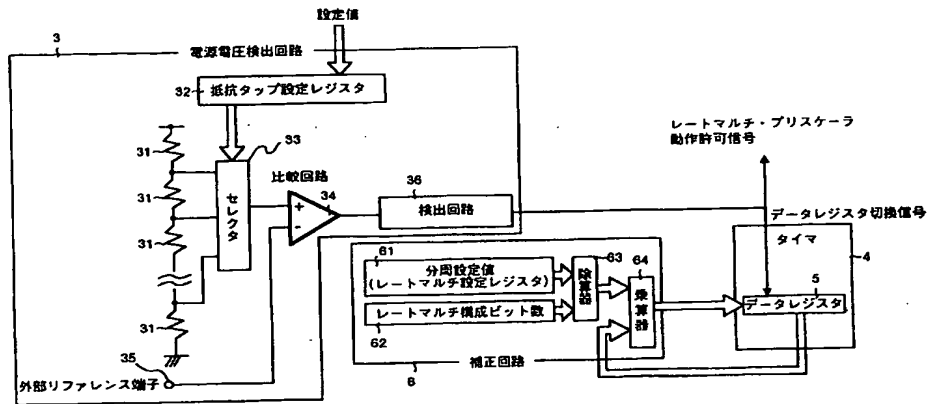 設定値
3
電源電圧検出回路
32
抵抗タップ設定レジスタ
レートマルチ・プリスケーラ
動作許可信号
31
33
比較回路
36
34
31
セレクタ
+
-
検出回路
データレジスタ切換信号
31
61
63
64
タイマ
4
分周設定値
(レートマルチ設定レジスタ)
除算器
乗算器
5
データレジスタ
レートマルチ構成ビット数
31
62
35
外部リファレンス端子
補正回路
6